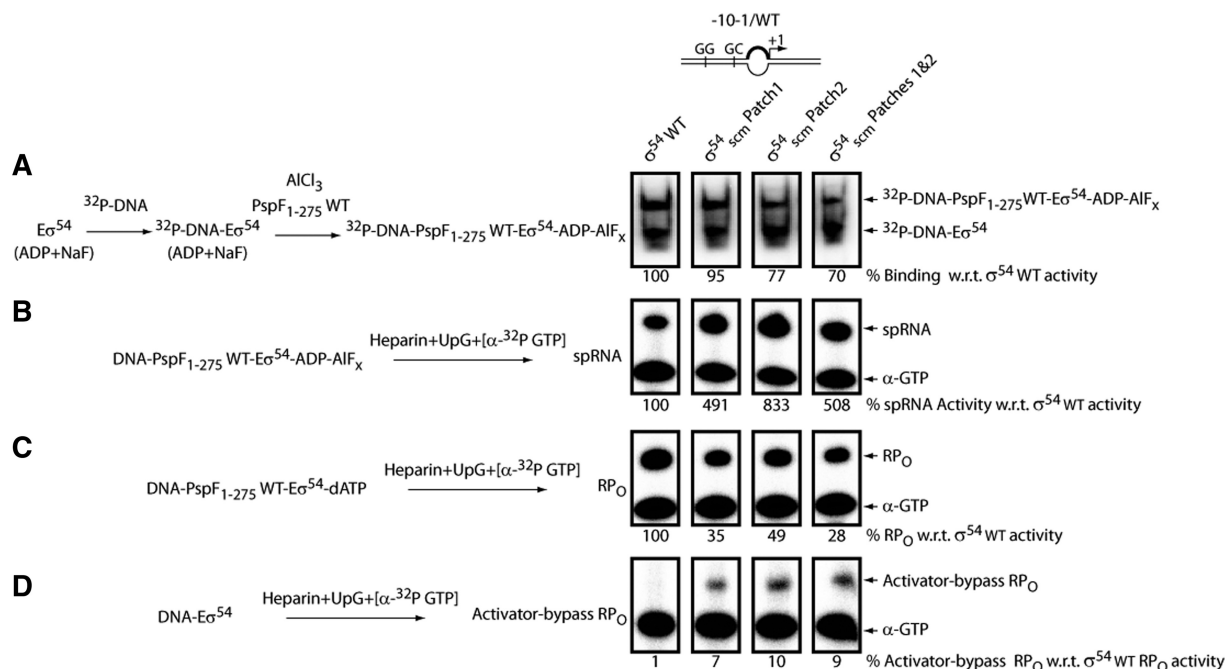 -10-1/WT
+1
GG GC
σ54 WT
σ54 scm Patch1
σ54 scm Patch2
σ54 scm Patches 1&2
A
Eσ54
(ADP+NaF)
32P-DNA
32P-DNA-Eσ54
(ADP+NaF)
AlCl3
PspF1-275 WT
32P-DNA-PspF1-275 WT-Eσ54-ADP-AlFx
32P-DNA-PspF1-275WT-Eσ54-ADP-AlFx
32P-DNA-Eσ54
100 95 77 70 % Binding w.r.t. σ54 WT activity
B
DNA-PspF1-275 WT-Eσ54-ADP-AlFx
Heparin+UpG+[α-32P GTP]
spRNA
spRNA
α-GTP
100 491 833 508 % spRNA Activity w.r.t. σ54 WT activity
C
DNA-PspF1-275 WT-Eσ54-dATP
Heparin+UpG+[α-32P GTP]
RPO
RPO
α-GTP
100 35 49 28 % RPO w.r.t. σ54 WT activity
D
DNA-Eσ54
Heparin+UpG+[α-32P GTP]
Activator-bypass RPO
Activator-bypass RPO
α-GTP
1 7 10 9 % Activator-bypass RPO w.r.t. σ54 WT RPO activity